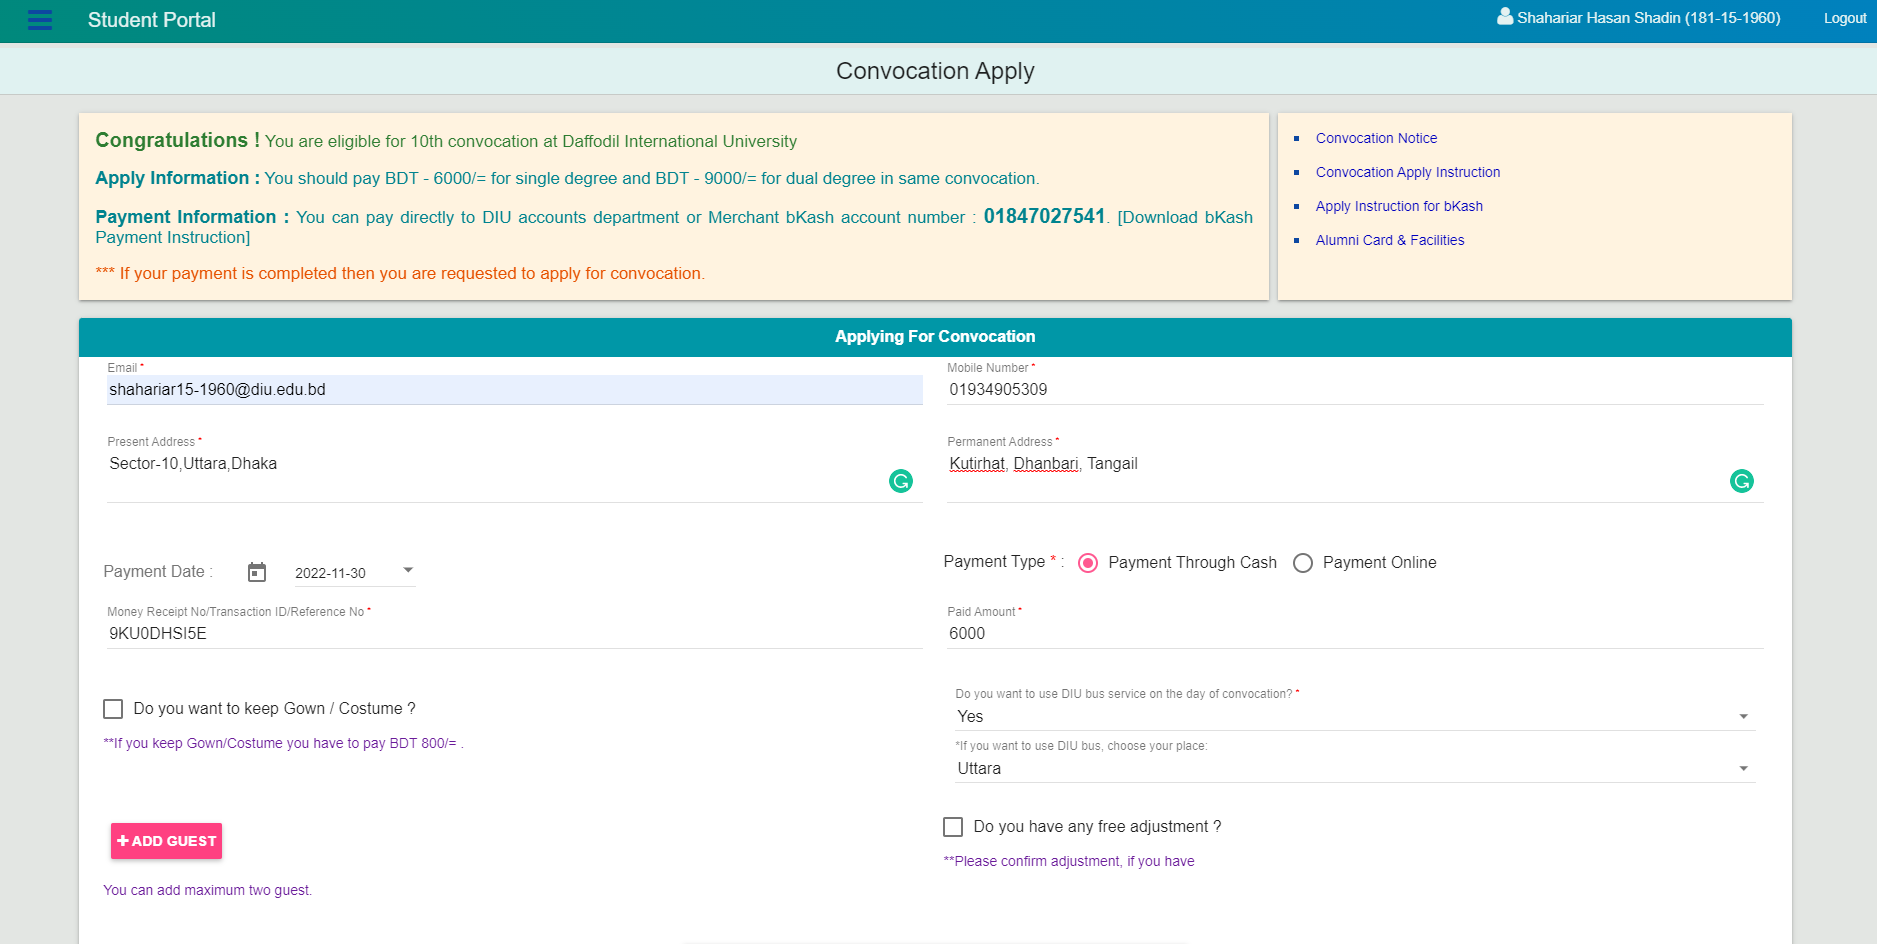 Student Portal
Shahariar Hasan Shadin (181-15-1960)
Logout
Convocation Apply
Congratulations ! You are eligible for 10th convocation at Daffodil International University
Apply Information : You should pay BDT - 6000/= for single degree and BDT - 9000/= for dual degree in same convocation.
Payment Information : You can pay directly to DIU accounts department or Merchant bKash account number : 01847027541. [Download bKash
Payment Instruction]
*** If your payment is completed then you are requested to apply for convocation.
Convocation Notice
Convocation Apply Instruction
Apply Instruction for bKash
Alumni Card & Facilities
Applying For Convocation
Email *
shahariar15-1960@diu.edu.bd
Mobile Number *
01934905309
Present Address *
Sector-10,Uttara,Dhaka
Permanent Address *
Kutirhat, Dhanbari, Tangail
Payment Date :
2022-11-30
Payment Type * :
Payment Through Cash
Payment Online
Money Receipt No/Transaction ID/Reference No *
9KU0DHSI5E
Paid Amount *
6000
Do you want to keep Gown / Costume ?
**If you keep Gown/Costume you have to pay BDT 800/= .
Do you want to use DIU bus service on the day of convocation? *
Yes
*If you want to use DIU bus, choose your place:
Uttara
+ ADD GUEST
You can add maximum two guest.
Do you have any free adjustment ?
**Please confirm adjustment, if you have